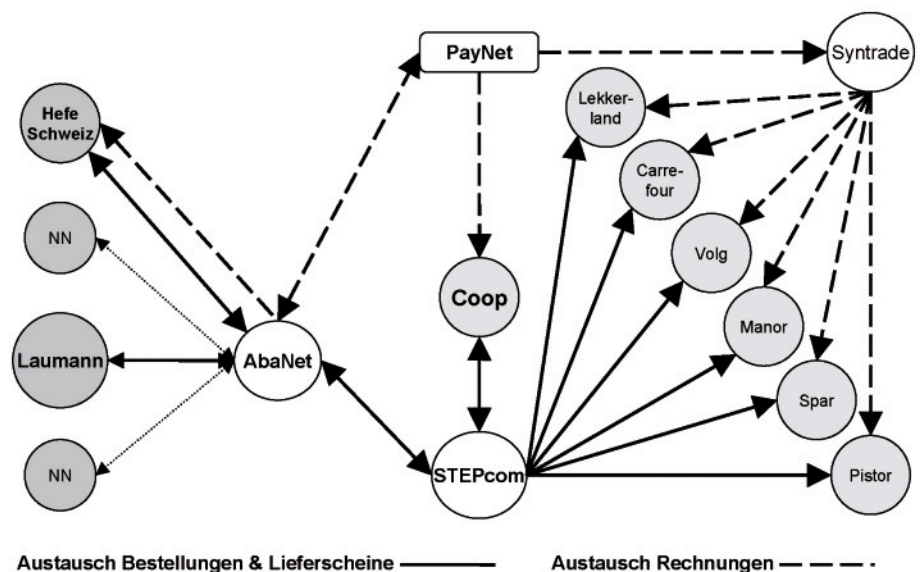 PayNet
Syntrade
Hefe
Schweiz
Lekker-
land
Carre-
four
NN
Volg
Coop
Manor
Laumann
AbaNet
Spar
NN
STEPcom
Pistor
Austausch Bestellungen & Lieferscheine
Austausch Rechnungen